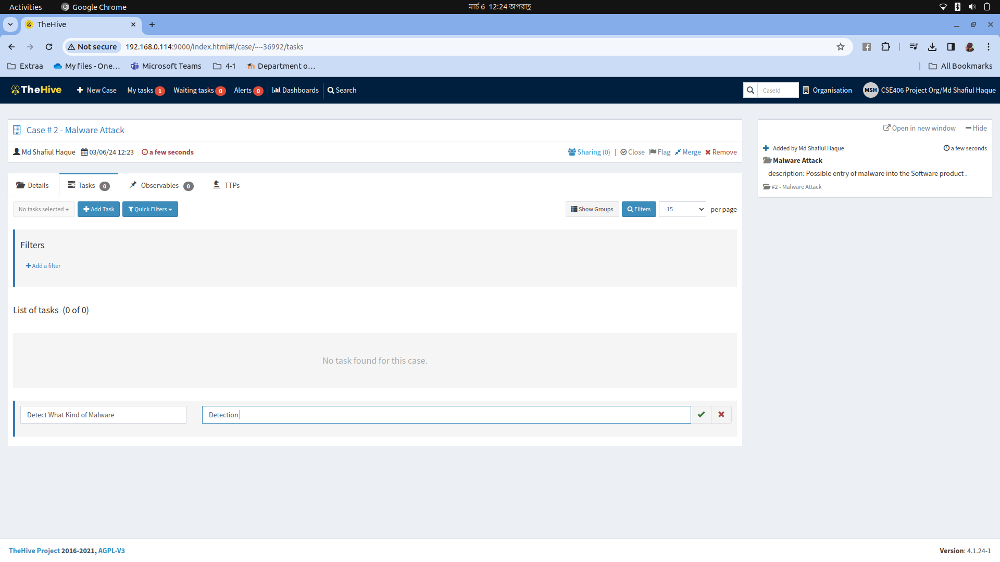 Activities Google Chrome মার্চ 6 12:24 অপরাহ্ণ
TheHive
Not secure 192.168.0.114:9000/index.html#!/case/~~36992/tasks
Extraa My files - One... Microsoft Teams 4-1 Department o... All Bookmarks
TheHive New Case My tasks 1 Waiting tasks 0 Alerts 0 Dashboards Search CaseId Organisation MSH CSE406 Project Org/Md Shafiul Haque
Case # 2 - Malware Attack
Md Shafiul Haque 03/06/24 12:23 a few seconds Sharing (0) | Close Flag Merge Remove
Details Tasks 0 Observables 0 TTPs
No tasks selected Add Task Quick Filters Show Groups Filters 15 per page
Filters
Add a filter
List of tasks (0 of 0)
No task found for this case.
Detect What Kind of Malware Detection
Open in new window Hide
Added by Md Shafiul Haque a few seconds
Malware Attack
description: Possible entry of malware into the Software product .
#2 - Malware Attack
TheHive Project 2016-2021, AGPL-V3 Version: 4.1.24-1